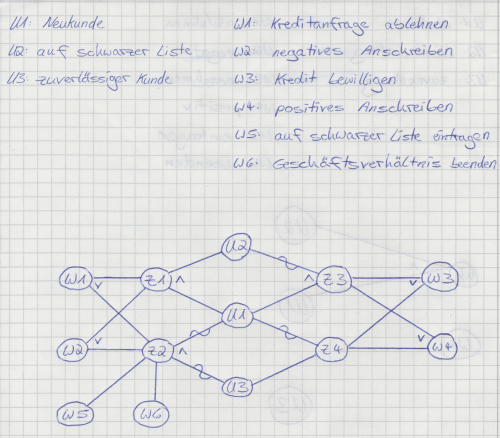 U1: Neukunde
W1: Kreditanfrage ablehnen
U2: auf schwarzer Liste
W2: negatives Anschreiben
U3: zuverlässiger Kunde
W3: Kredit bewilligen
W4: positives Anschreiben
W5: auf schwarzer Liste eintragen
W6: Geschäftsverhältnis beenden
U2
W1 v Z1 ^ ^ Z3 v W3
U1
W2 v Z2 ^ Z4 v W4
U3
W5 W6